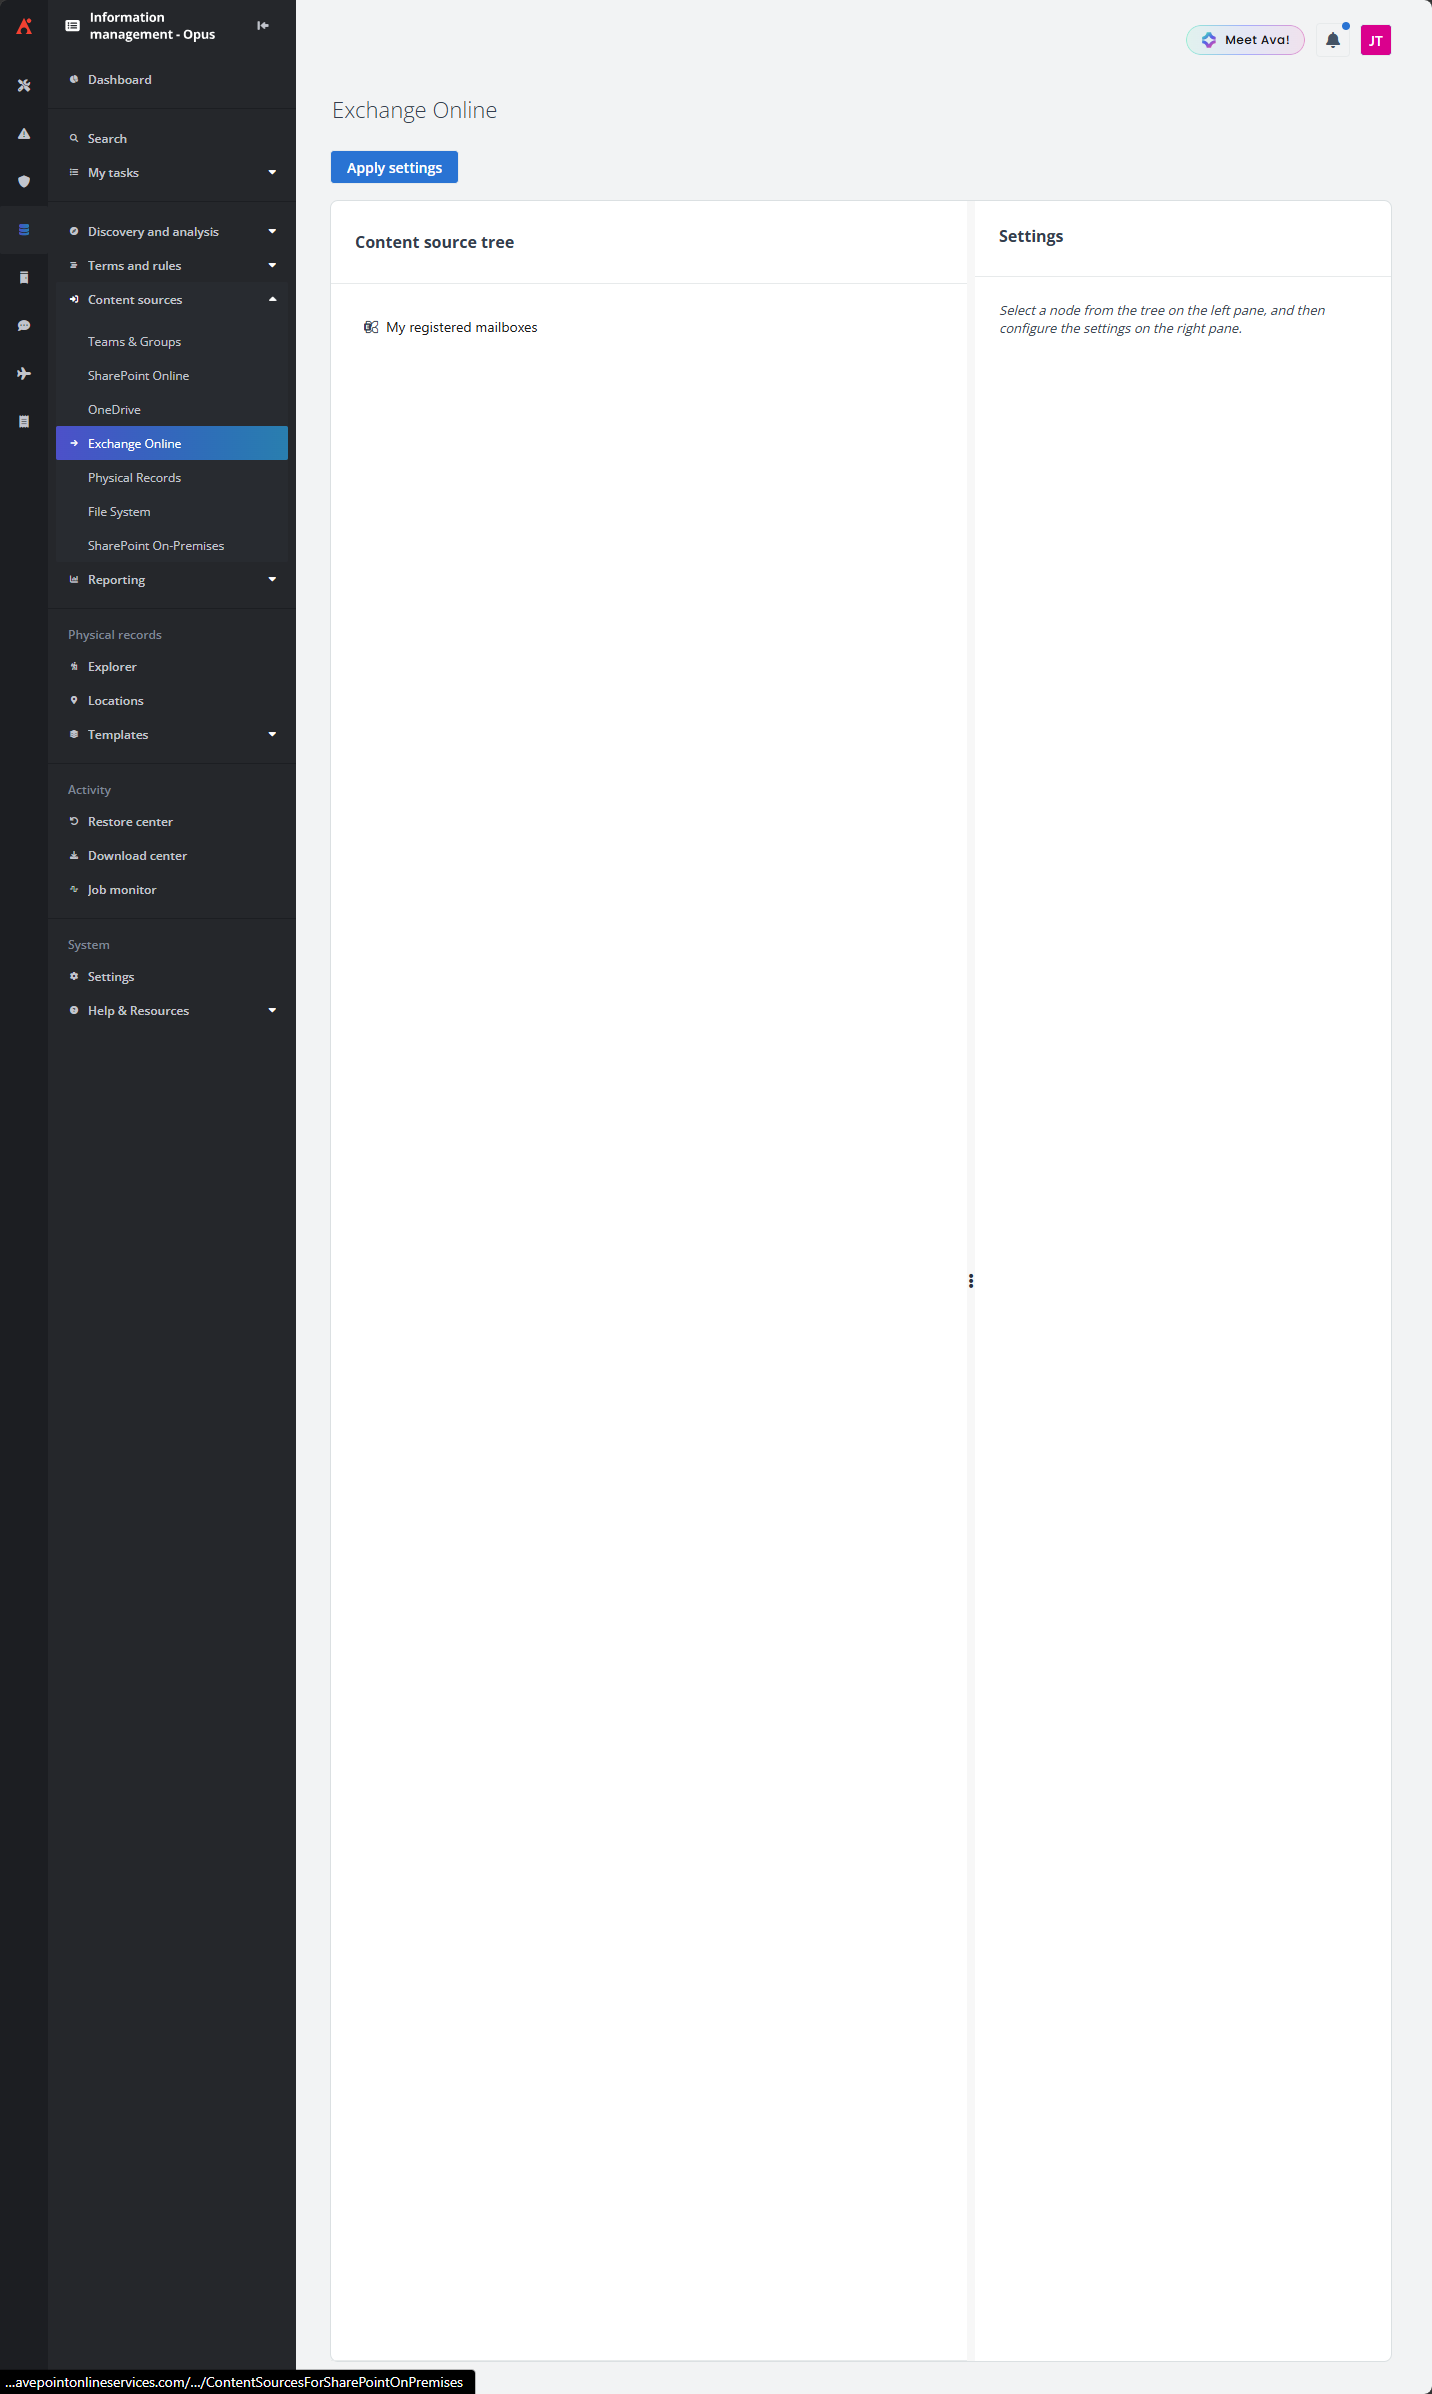 Information
management - Opus
Dashboard
Search
My tasks
Discovery and analysis
Terms and rules
Content sources
Teams & Groups
SharePoint Online
OneDrive
Exchange Online
Physical Records
File System
SharePoint On-Premises
Reporting
Physical records
Explorer
Locations
Templates
Activity
Restore center
Download center
Job monitor
System
Settings
Help & Resources
Meet Ava!
JT
Exchange Online
Apply settings
Content source tree
My registered mailboxes
Settings
Select a node from the tree on the left pane, and then
configure the settings on the right pane.
...avepointonlineservices.com/.../ContentSourcesForSharePointOnPremises